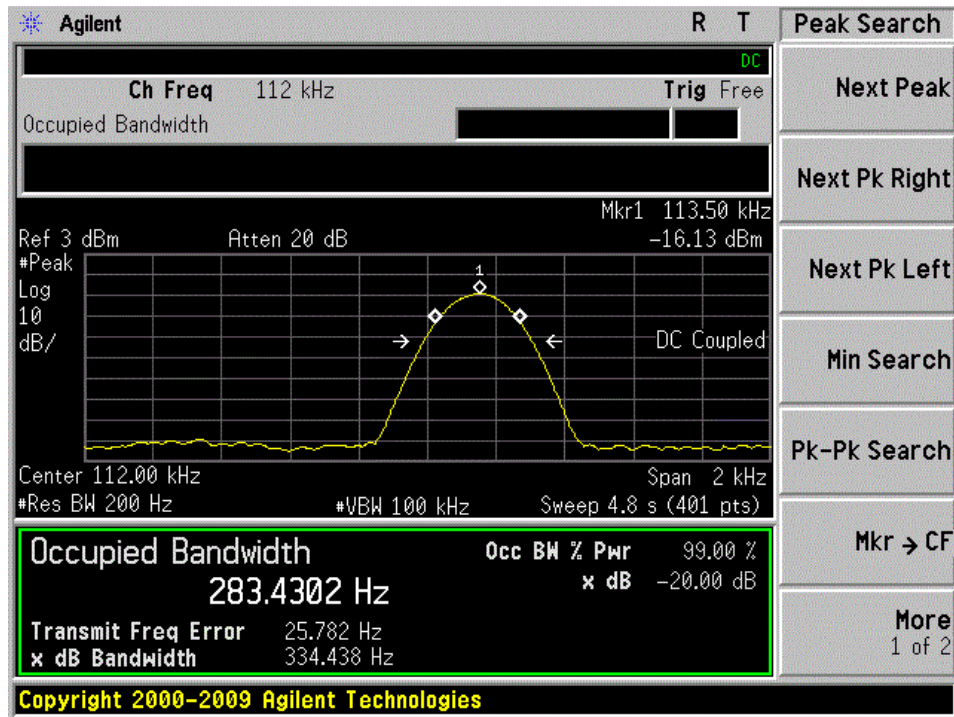 Agilent R T
DC
Ch Freq 112 kHz Trig Free
Occupied Bandwidth
Mkr1 113.50 kHz
Ref 3 dBm Atten 20 dB -16.13 dBm
#Peak
Log
10
dB/
1
DC Coupled
Center 112.00 kHz Span 2 kHz
#Res BW 200 Hz #VBW 100 kHz Sweep 4.8 s (401 pts)
Occupied Bandwidth
283.4302 Hz
Occ BW % Pwr 99.00 %
x dB -20.00 dB
Transmit Freq Error 25.782 Hz
x dB Bandwidth 334.438 Hz
Copyright 2000-2009 Agilent Technologies
Peak Search
Next Peak
Next Pk Right
Next Pk Left
Min Search
Pk-Pk Search
Mkr → CF
More
1 of 2